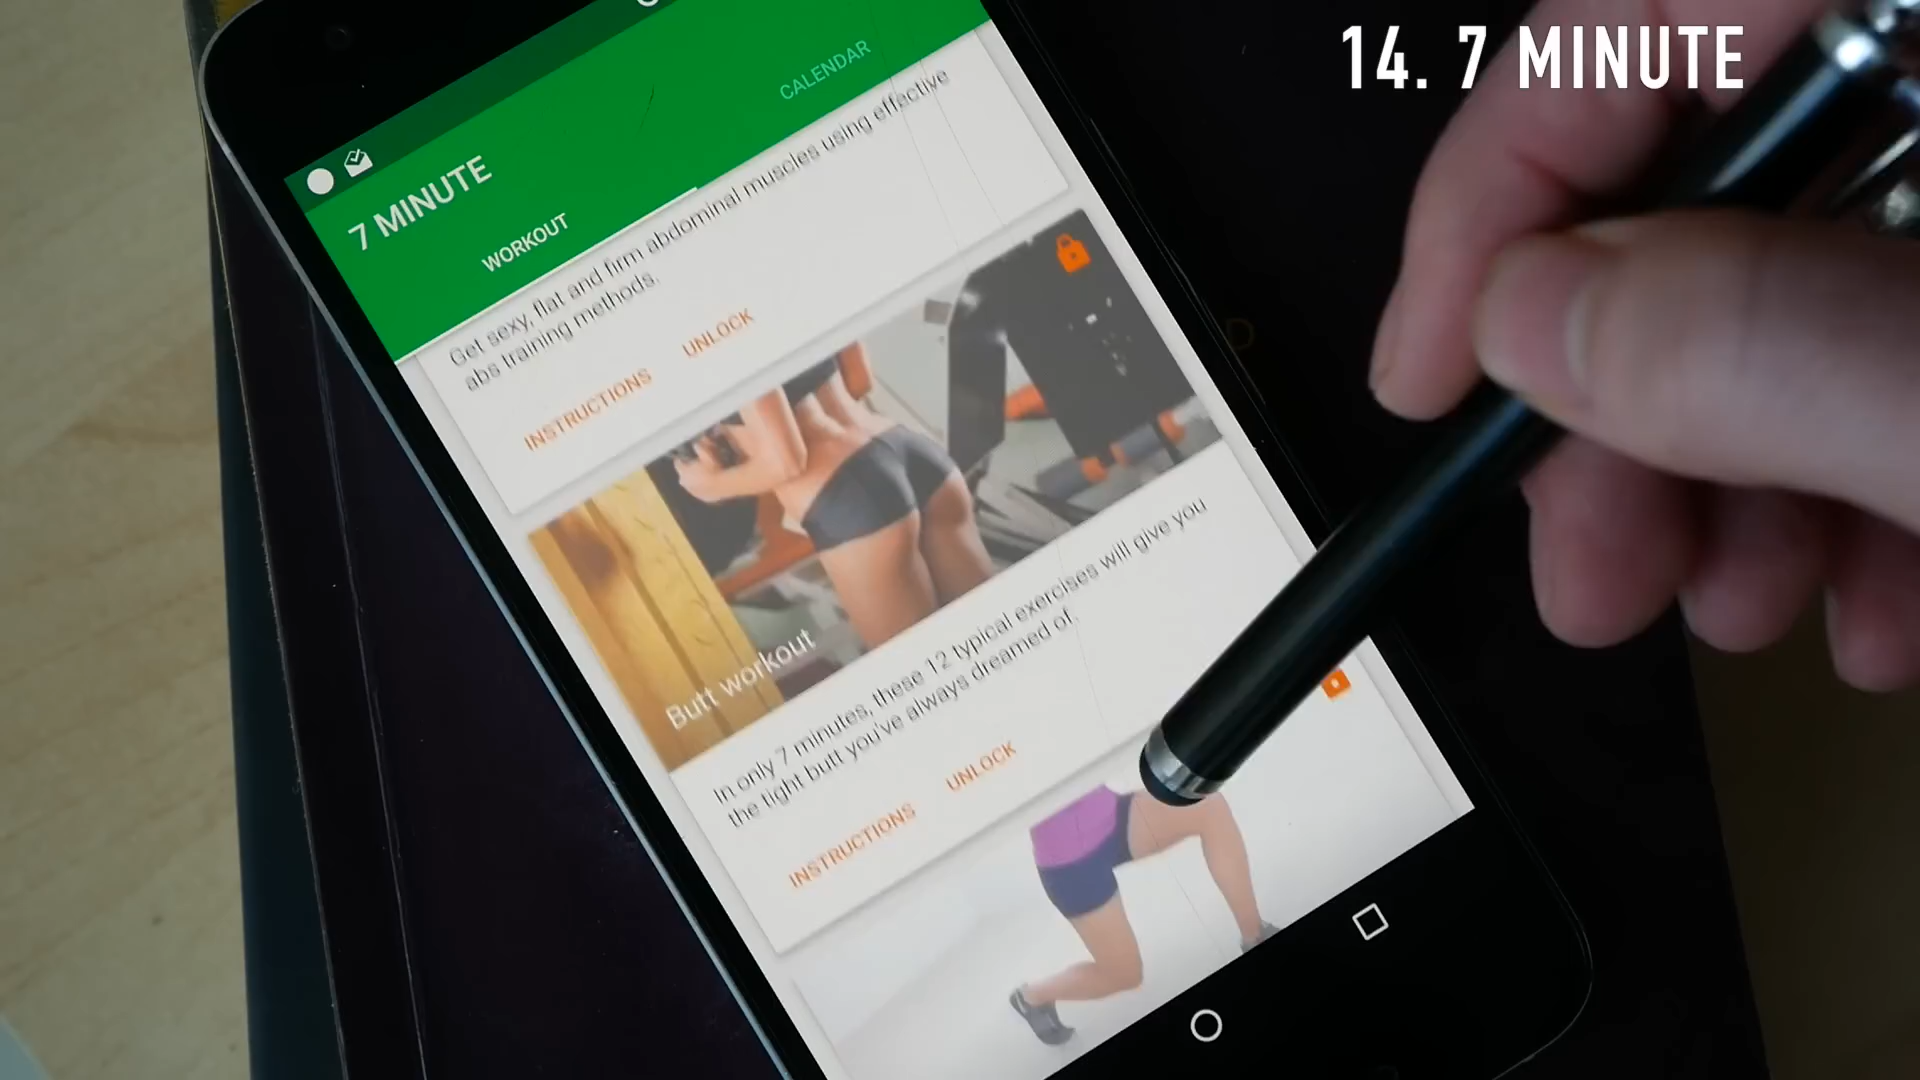 14. 7 MINUTE
7 MINUTE
WORKOUT
CALENDAR
Get sexy, flat and firm abdominal muscles using effective
abs training methods.
INSTRUCTIONS
UNLOCK
Butt workout
In only 7 minutes, these 12 typical exercises will give you
the tight butt you've always dreamed of.
INSTRUCTIONS
UNLOCK